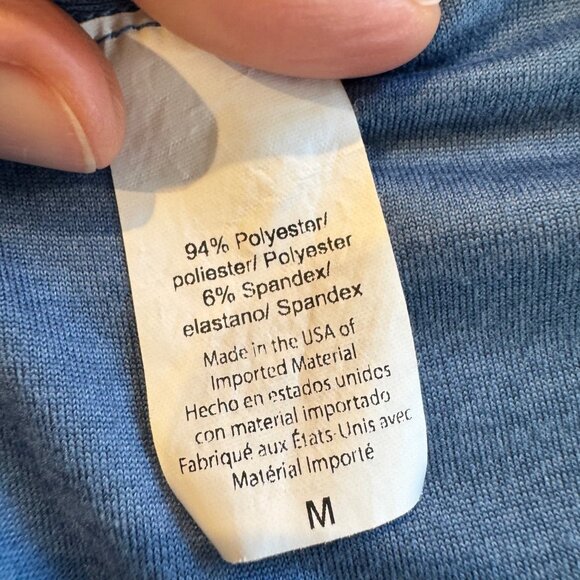 94% Polyester/
poliester/ Polyester
6% Spandex/
elastano/ Spandex
Made in the USA of
Imported Material
Hecho en estados unidos
con material importado
Fabriqué aux États-Unis avec
Matérial Importé
M